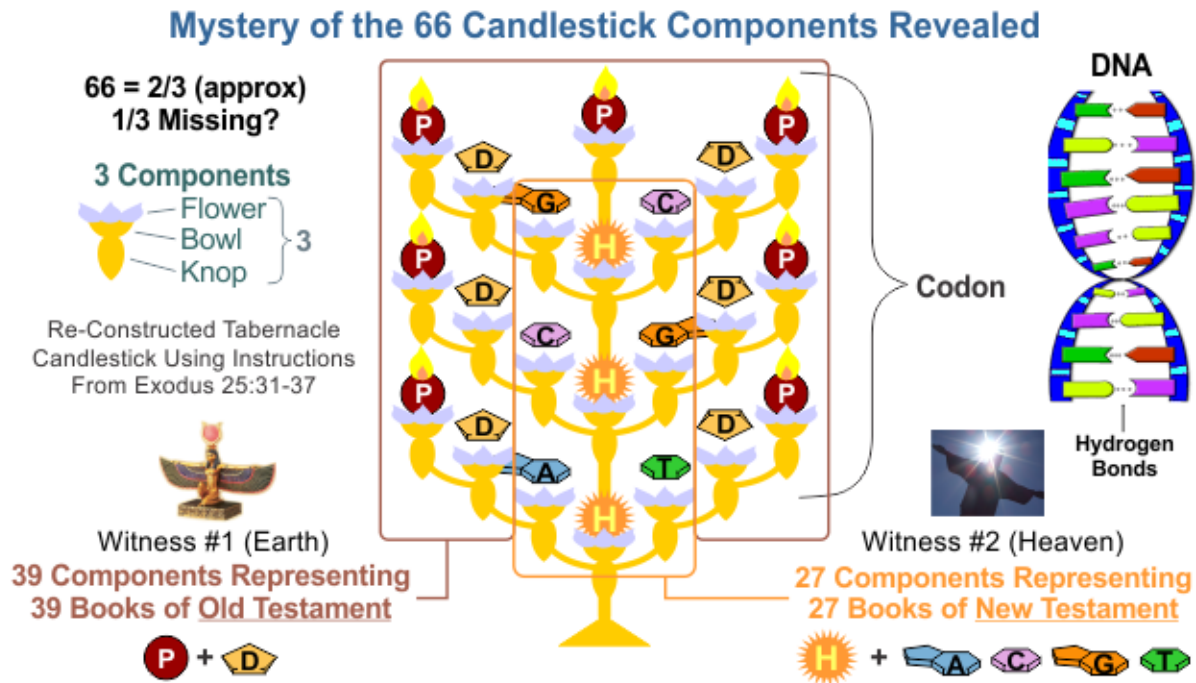 Mystery of the 66 Candlestick Components Revealed
66 = 2/3 (approx)
1/3 Missing?
3 Components
Flower
Bowl
Knop
3
Re-Constructed Tabernacle
Candlestick Using Instructions
From Exodus 25:31-37
P
P
P
D
D
G
C
H
P
P
D
D
C
G
H
P
P
D
D
A
T
H
Codon
DNA
Hydrogen
Bonds
Witness #1 (Earth)
39 Components Representing
39 Books of Old Testament
P + D
Witness #2 (Heaven)
27 Components Representing
27 Books of New Testament
H + A C G T